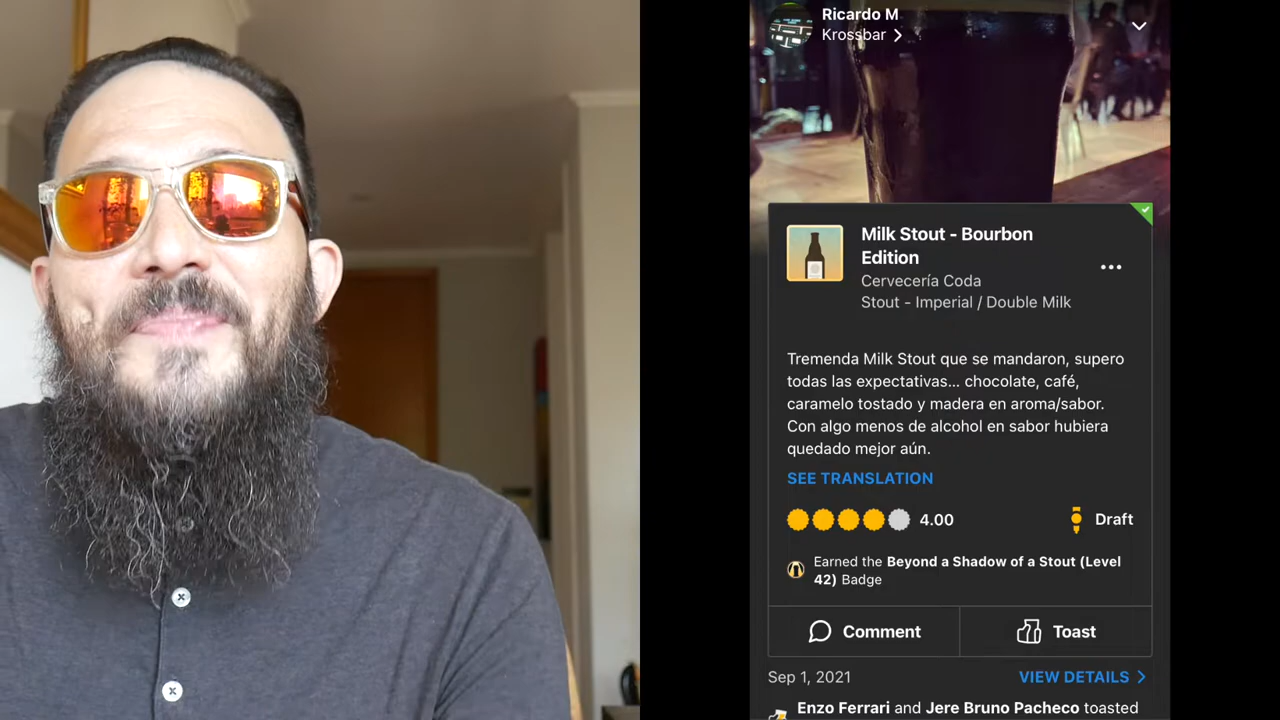 Ricardo M
Krossbar
Milk Stout - Bourbon
Edition
Cervecería Coda
Stout - Imperial / Double Milk
Tremenda Milk Stout que se mandaron, supero
todas las expectativas... chocolate, café,
caramelo tostado y madera en aroma/sabor.
Con algo menos de alcohol en sabor hubiera
quedado mejor aún.
SEE TRANSLATION
4.00
Draft
Earned the Beyond a Shadow of a Stout (Level
42) Badge
Comment
Toast
Sep 1, 2021
VIEW DETAILS
Enzo Ferrari and Jere Bruno Pacheco toasted